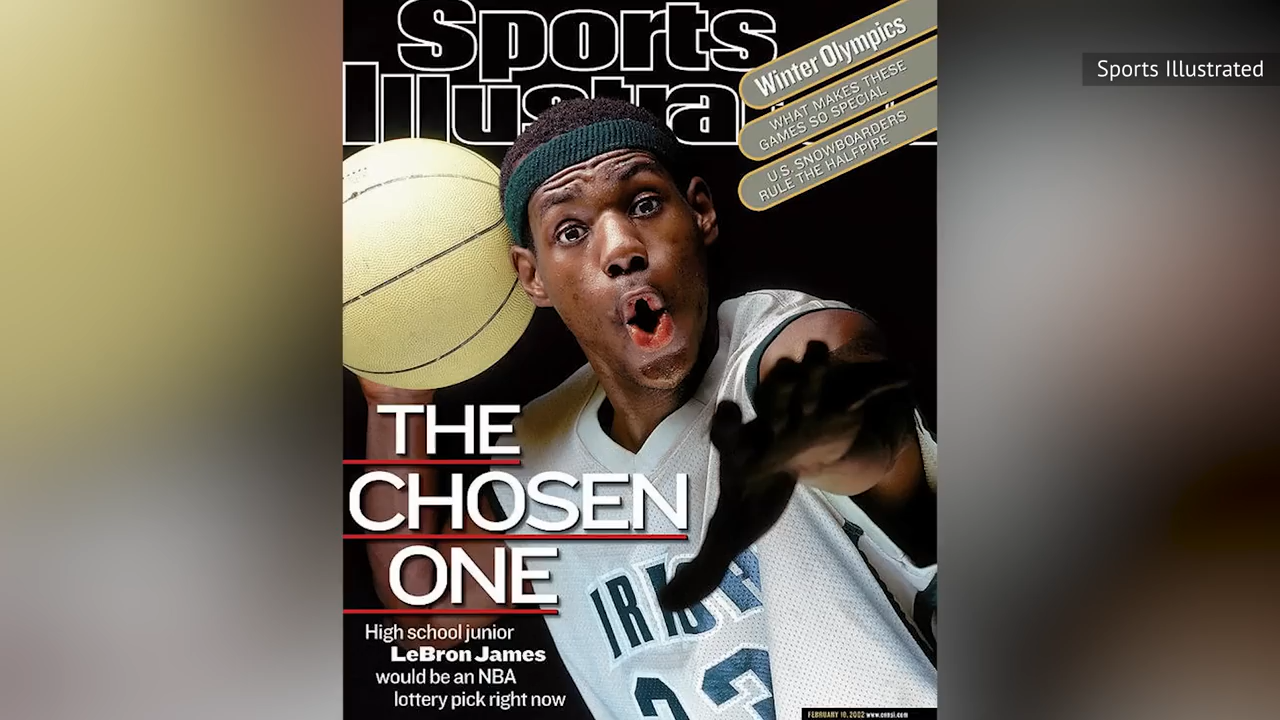 Sports
Illustra
Winter Olympics
WHAT MAKES THESE
GAMES SO SPECIAL
U.S. SNOWBOARDERS
RULE THE HALFPIPE
Sports Illustrated
THE
CHOSEN
ONE
High school junior
LeBron James
would be an NBA
lottery pick right now
IRISH
23
FEBRUARY 18, 2002 www.cnnsi.com